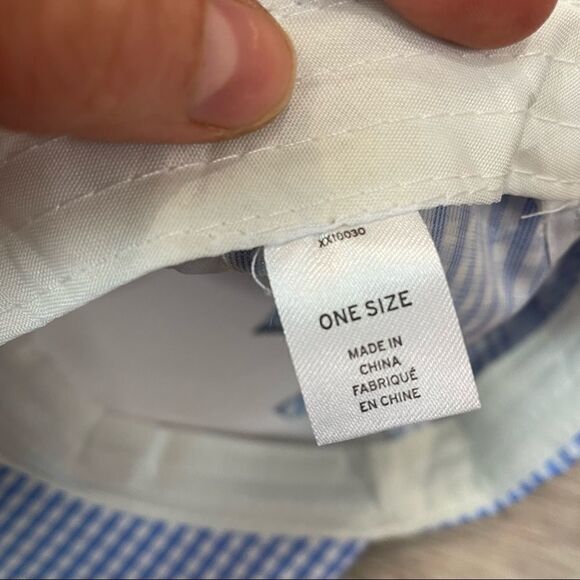 XX10030
ONE SIZE
MADE IN
CHINA
FABRIQUÉ
EN CHINE